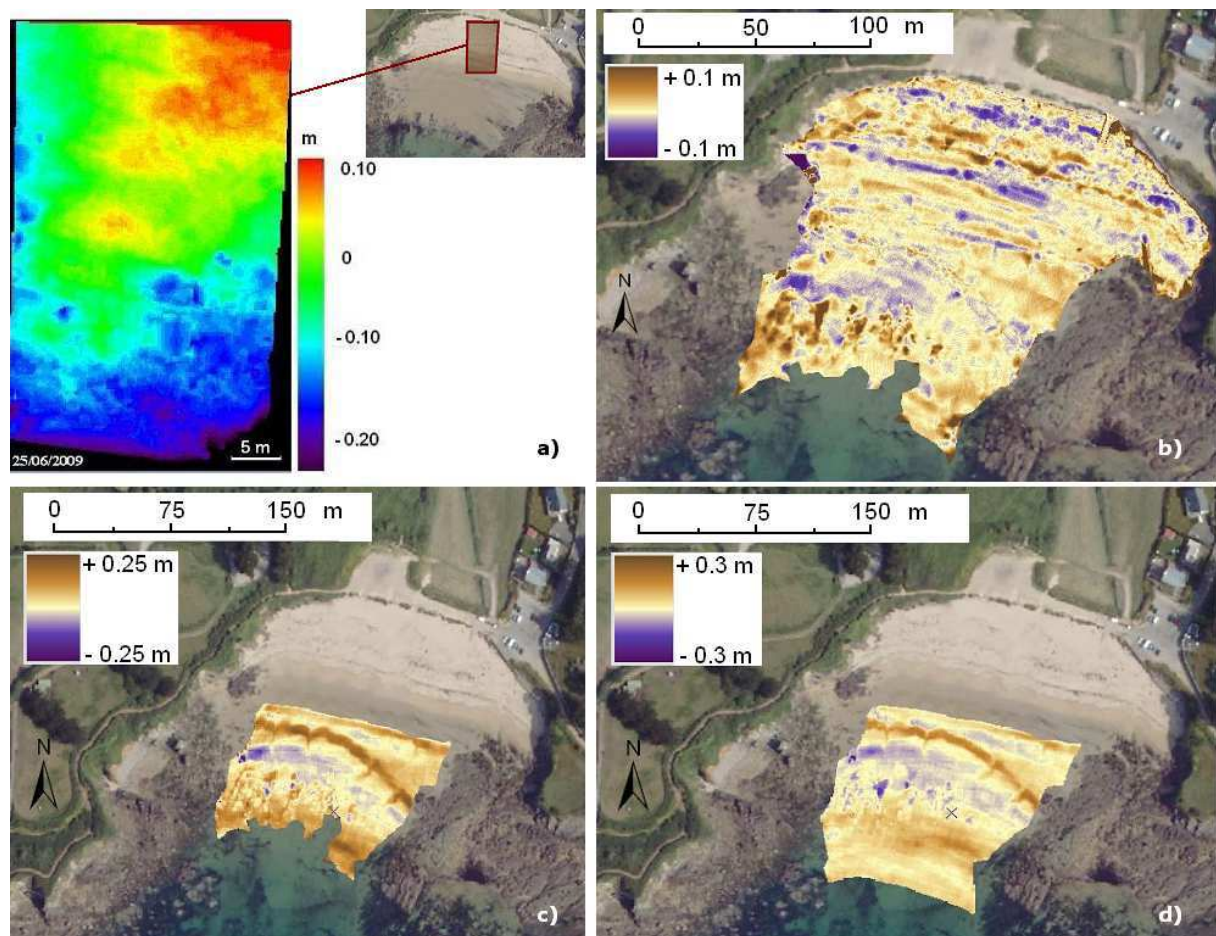 m
0.10
0
-0.10
-0.20
25/06/2009
5 m
a)
0 50 100 m
+ 0.1 m
- 0.1 m
N
b)
0 75 150 m
+ 0.25 m
- 0.25 m
N
c)
0 75 150 m
+ 0.3 m
- 0.3 m
N
d)